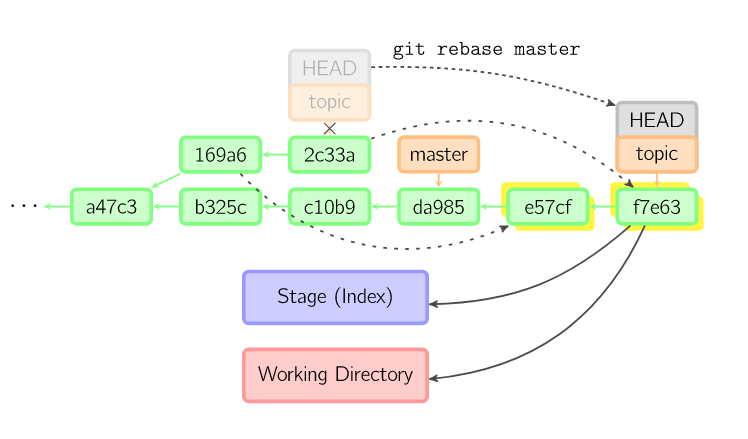 git rebase master
HEAD
topic
HEAD
topic
169a6
2c33a
master
...
a47c3
b325c
c10b9
da985
e57cf
f7e63
Stage (Index)
Working Directory